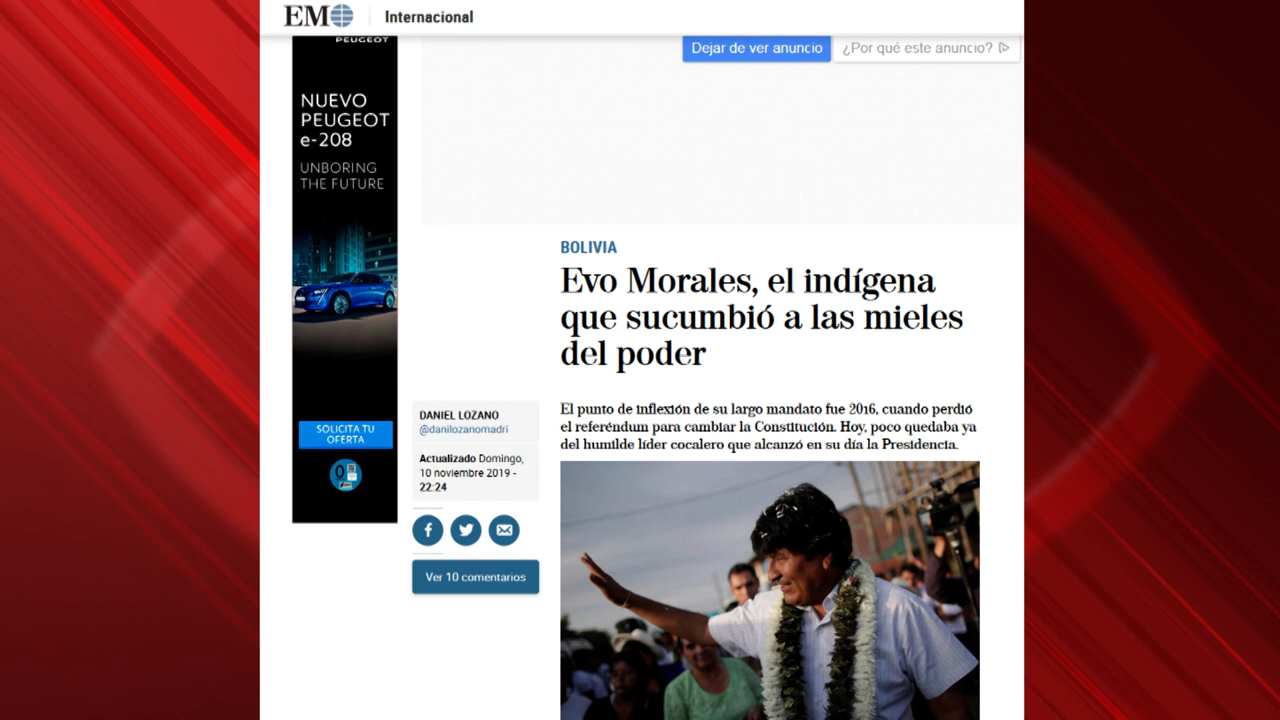 EM
Internacional
PEUGEOT
Dejar de ver anuncio
¿Por qué este anuncio?
NUEVO
PEUGEOT
e-208
UNBORING
THE FUTURE
SOLICITA TU
OFERTA
BOLIVIA
Evo Morales, el indígena
que sucumbió a las mieles
del poder
DANIEL LOZANO
@danilozanomadri
Actualizado Domingo,
10 noviembre 2019 -
22:24
Ver 10 comentarios
El punto de inflexión de su largo mandato fue 2016, cuando perdió
el referéndum para cambiar la Constitución. Hoy, poco quedaba ya
del humilde líder cocalero que alcanzó en su día la Presidencia.